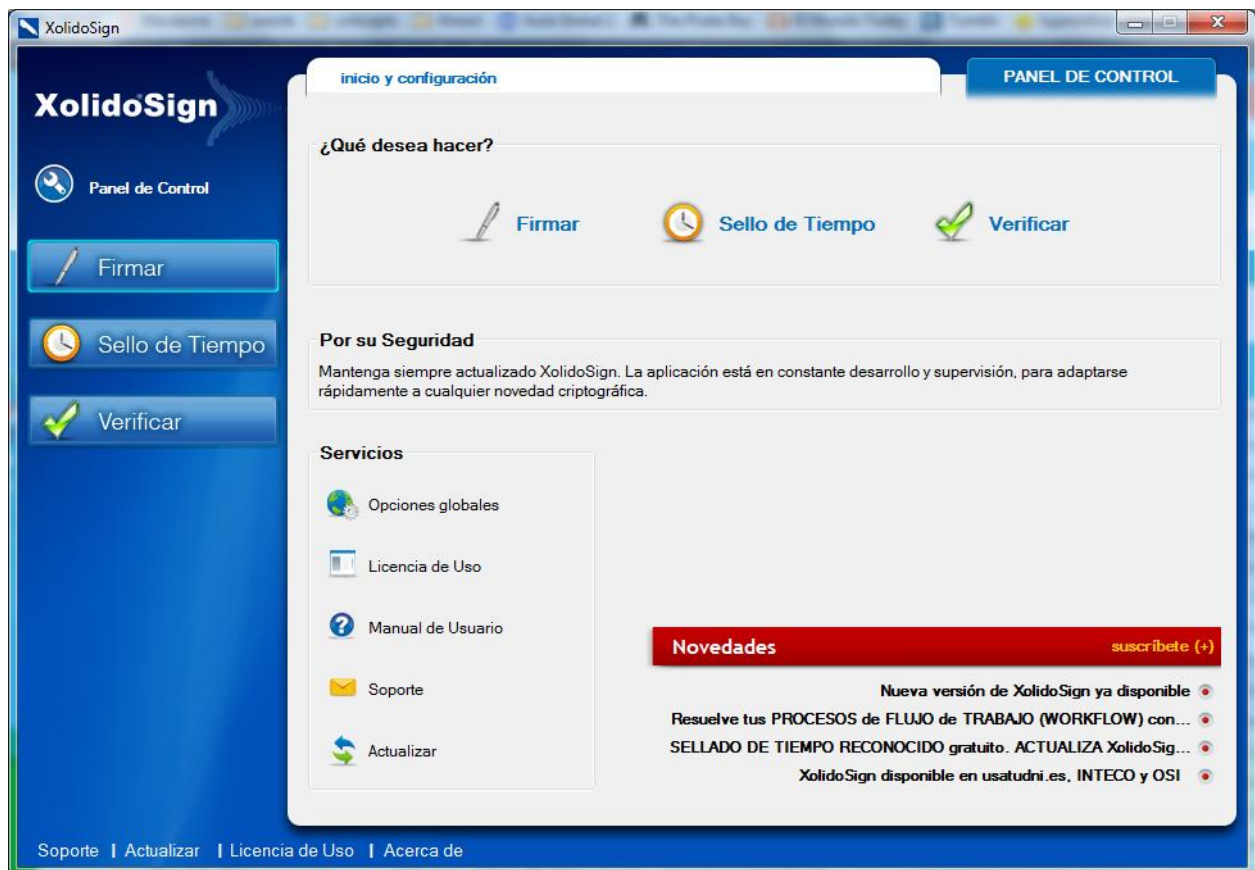 XolidoSign
XolidoSign
Panel de Control
Firmar
Sello de Tiempo
Verificar
inicio y configuración
PANEL DE CONTROL
¿Qué desea hacer?
Firmar
Sello de Tiempo
Verificar
Por su Seguridad
Mantenga siempre actualizado XolidoSign. La aplicación está en constante desarrollo y supervisión, para adaptarse
rápidamente a cualquier novedad criptográfica.
Servicios
Opciones globales
Licencia de Uso
Manual de Usuario
Soporte
Actualizar
Novedades suscríbete (+)
Nueva versión de XolidoSign ya disponible
Resuelve tus PROCESOS de FLUJO de TRABAJO (WORKFLOW) con...
SELLADO DE TIEMPO RECONOCIDO gratuito. ACTUALIZA XolidoSig...
XolidoSign disponible en usatudni.es, INTECO y OSI
Soporte | Actualizar | Licencia de Uso | Acerca de